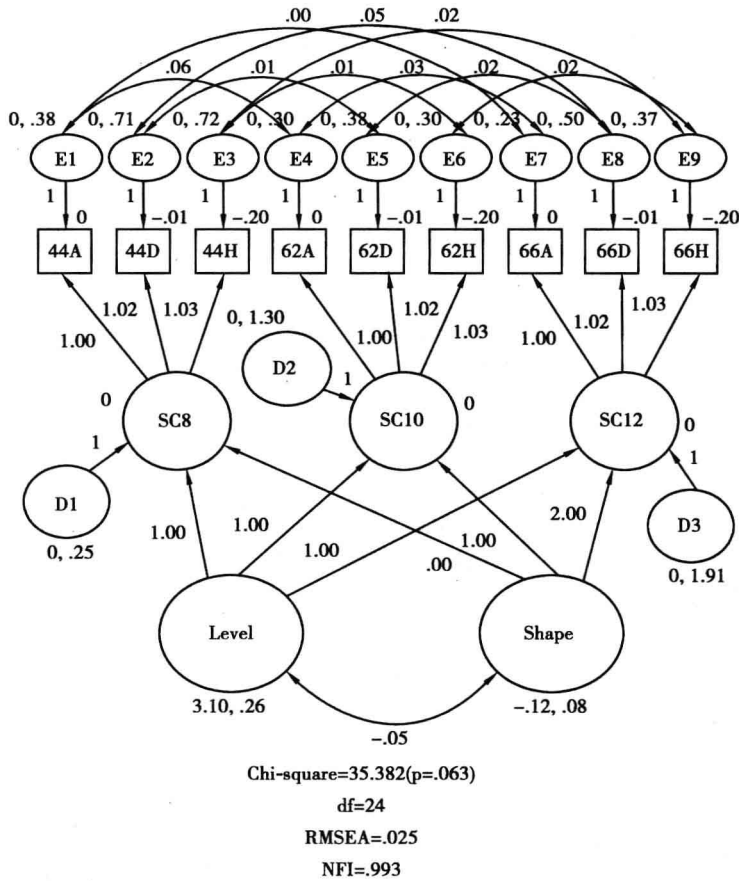 .00 .05 .02
.06 .01 .01 .03 .02 .02
0, .38 0, .71 0, .72 0, .30 0, .38 0, .30 0, .23 0, .50 0, .37
E1 E2 E3 E4 E5 E6 E7 E8 E9
1 1 1 1 1 1 1 1 1
0 –.01 –.20 0 –.01 –.20 0 –.01 –.20
44A 44D 44H 62A 62D 62H 66A 66D 66H
1.00 1.02 1.03 1.00 1.02 1.03 1.00 1.02 1.03
0, 1.30
D2 1
0 SC8 SC10 0 SC12 0
1 1
D1 D3
0, .25 0, 1.91
1.00 1.00 1.00 .00 1.00 2.00
Level Shape
3.10, .26 –.12, .08
–.05
Chi-square=35.382(p=.063)
df=24
RMSEA=.025
NFI=.993